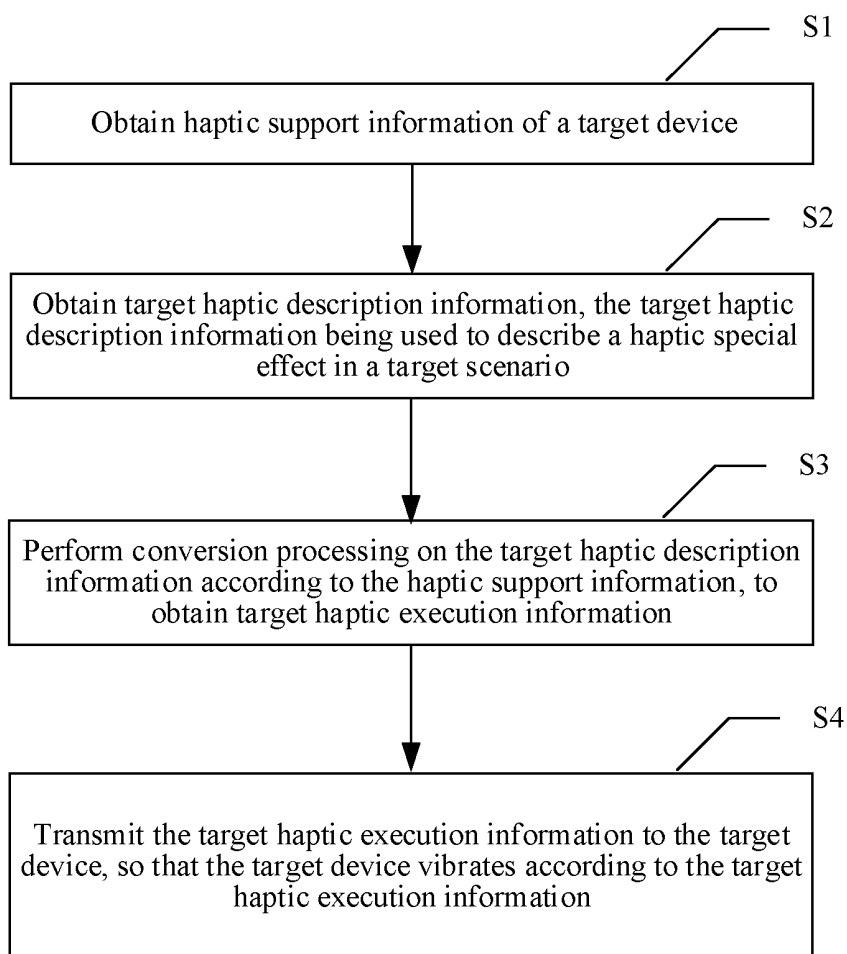 S1
Obtain haptic support information of a target device
S2
Obtain target haptic description information, the target haptic
description information being used to describe a haptic special
effect in a target scenario
S3
Perform conversion processing on the target haptic description
information according to the haptic support information, to
obtain target haptic execution information
S4
Transmit the target haptic execution information to the target
device, so that the target device vibrates according to the target
haptic execution information